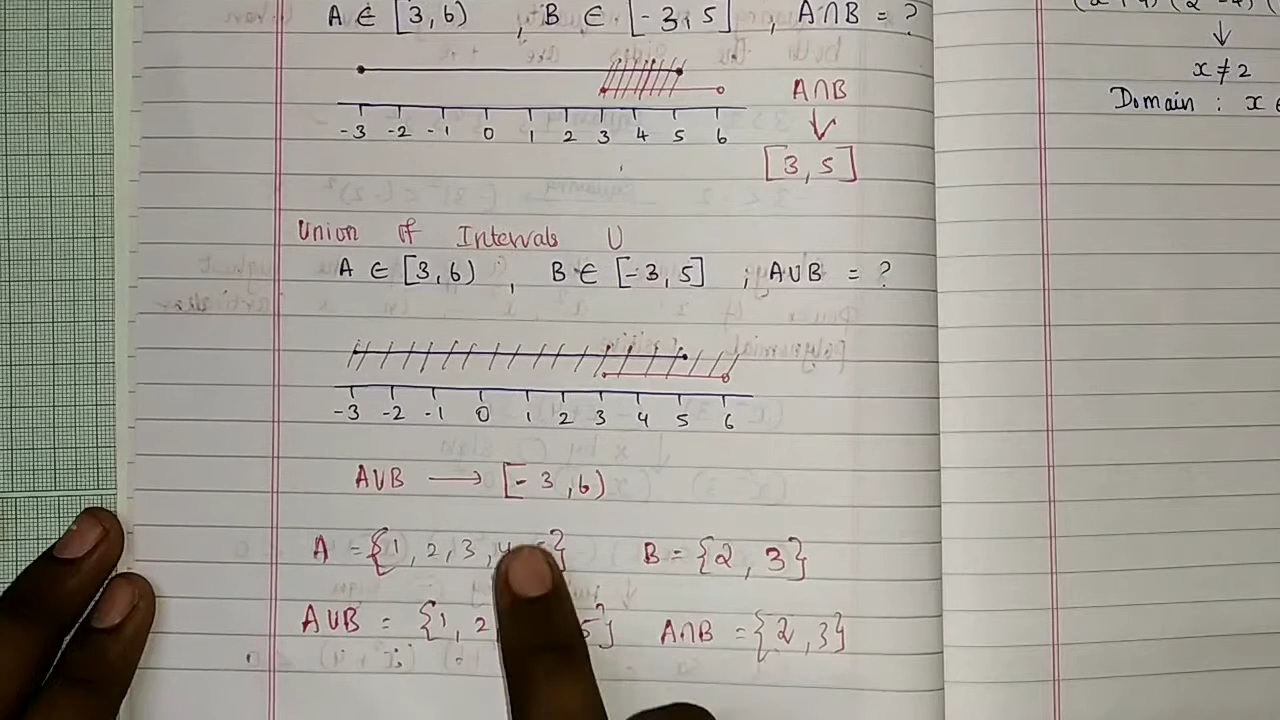 A ∈ [3, 6) , B ∈ [-3, 5] , A∩B = ?
-3 -2 -1 0 1 2 3 4 5 6
A∩B
[3, 5]
Union of Intervals U
A ∈ [3, 6) , B ∈ [-3, 5] ; A∪B = ?
-3 -2 -1 0 1 2 3 4 5 6
A∪B → [-3, 6)
A = {1, 2, 3, 4, 5} B = {2, 3}
A∪B = {1, 2 5} A∩B = {2, 3}
x ≠ 2
Domain : x ∈